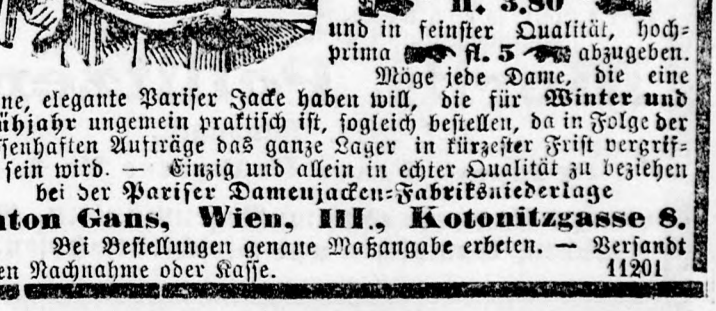 fl. 3.80
und in feinster Qualität, hoch=
prima fl. 5 abzugeben.
Möge jede Dame, die eine
ne, elegante Pariser Jacke haben will, die für Winter und
ühjahr ungemein praktisch ist, sogleich bestellen, da in Folge der
ssenhaften Aufträge das ganze Lager in kürzester Frist vergrif=
sein wird. — Einzig und allein in echter Qualität zu beziehen
bei der Pariser Damenjacken=Fabriksniederlage
nton Gans, Wien, III., Kolonitzgasse 8.
Bei Bestellungen genaue Maßangabe erbeten. — Versandt
en Nachnahme oder Kasse. 11201